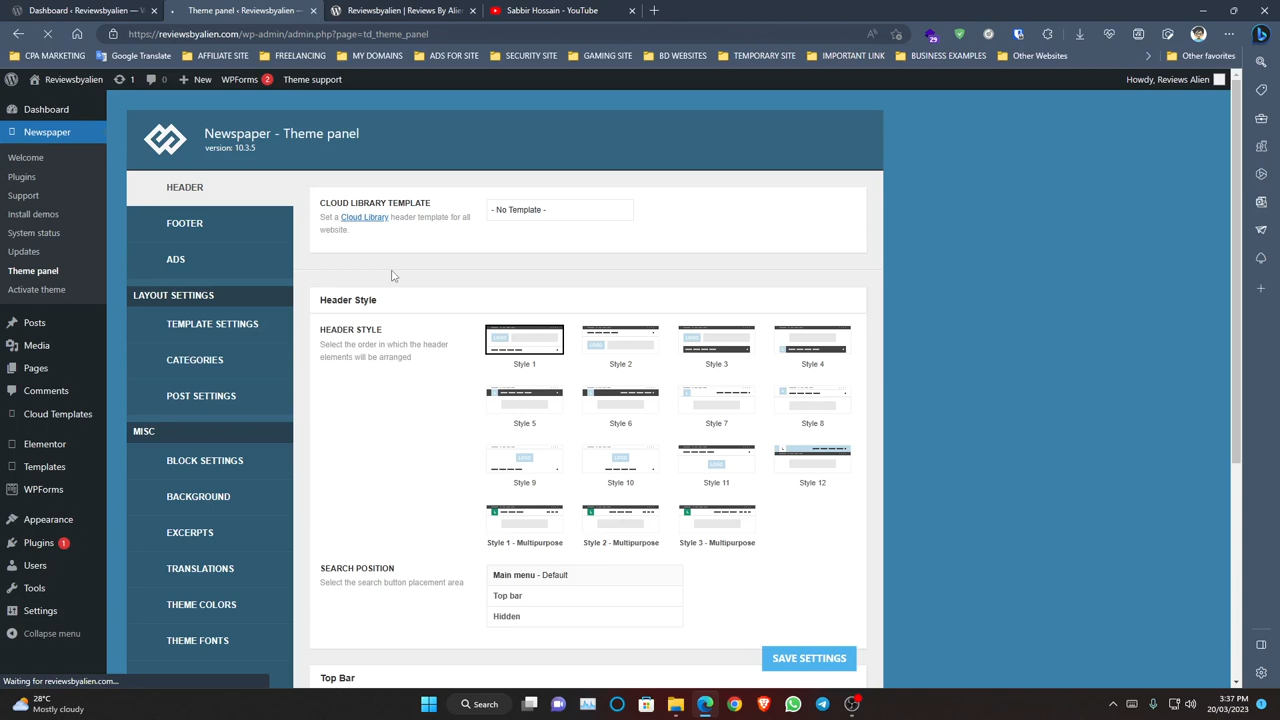 Dashboard ‹ Reviews By Alien — W
Theme panel ‹ Reviews By Alien
Reviews By Alien
Sabbir Hossain - YouTube
https://reviewsbyalien.com/wp-admin/admin.php?page=td_theme_panel
29
CPA MARKETING
Google Translate
AFFILIATE SITE
FREELANCING
MY DOMAINS
ADS FOR SITE
SECURITY SITE
GAMING SITE
BD WEBSITES
TEMPORARY SITE
IMPORTANT LINK
BUSINESS EXAMPLES
Other Websites
Other favorites
Reviewsbyalien
1
0
New
WPForms 2
Theme support
Howdy, Reviews Alien
Dashboard
Newspaper
Welcome
Plugins
Support
Install demos
System status
Updates
Theme panel
Activate theme
Posts
Media
Pages
Comments
Cloud Templates
Elementor
Templates
WPForms
Appearance
Plugins 1
Users
Tools
Settings
Collapse menu
Newspaper - Theme panel
version: 10.3.5
HEADER
FOOTER
ADS
LAYOUT SETTINGS
TEMPLATE SETTINGS
CATEGORIES
POST SETTINGS
MISC
BLOCK SETTINGS
BACKGROUND
EXCERPTS
TRANSLATIONS
THEME COLORS
THEME FONTS
CLOUD LIBRARY TEMPLATE
Set a Cloud Library header template for all
website.
- No Template -
Header Style
HEADER STYLE
Select the order in which the header
elements will be arranged
Style 1
Style 2
Style 3
Style 4
Style 5
Style 6
Style 7
Style 8
Style 9
Style 10
Style 11
Style 12
Style 1 - Multipurpose
Style 2 - Multipurpose
Style 3 - Multipurpose
SEARCH POSITION
Select the search button placement area
Main menu - Default
Top bar
Hidden
SAVE SETTINGS
Top Bar
Waiting for reviewsbyalien.com...
28°C
Mostly cloudy
Search
3:37 PM
20/03/2023
1